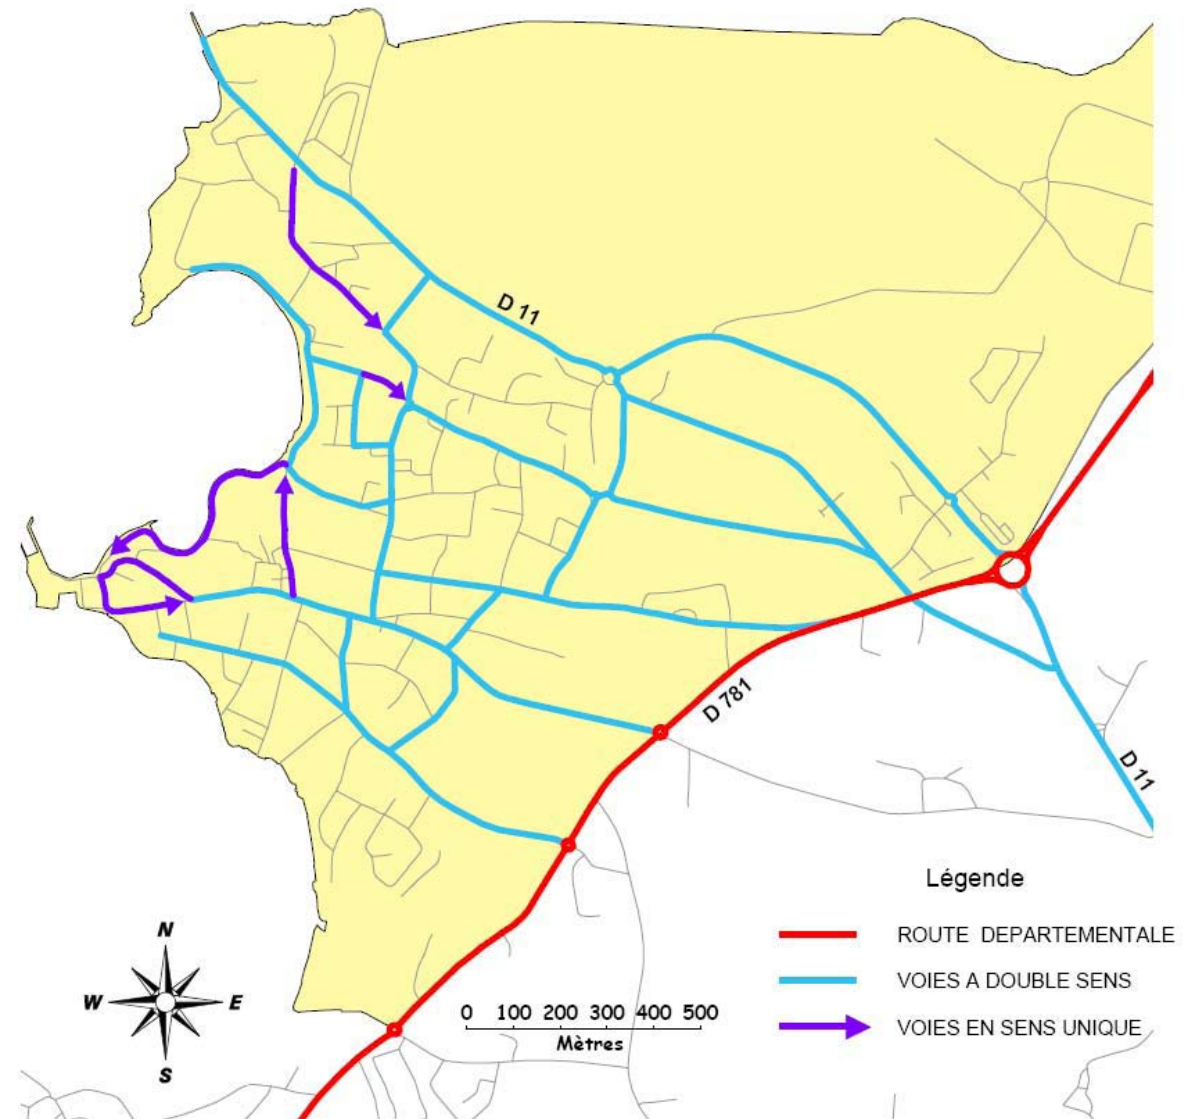 D 11
D 781
D 11
Légende
ROUTE DEPARTEMENTALE
VOIES A DOUBLE SENS
VOIES EN SENS UNIQUE
N
W E
S
0 100 200 300 400 500
Mètres